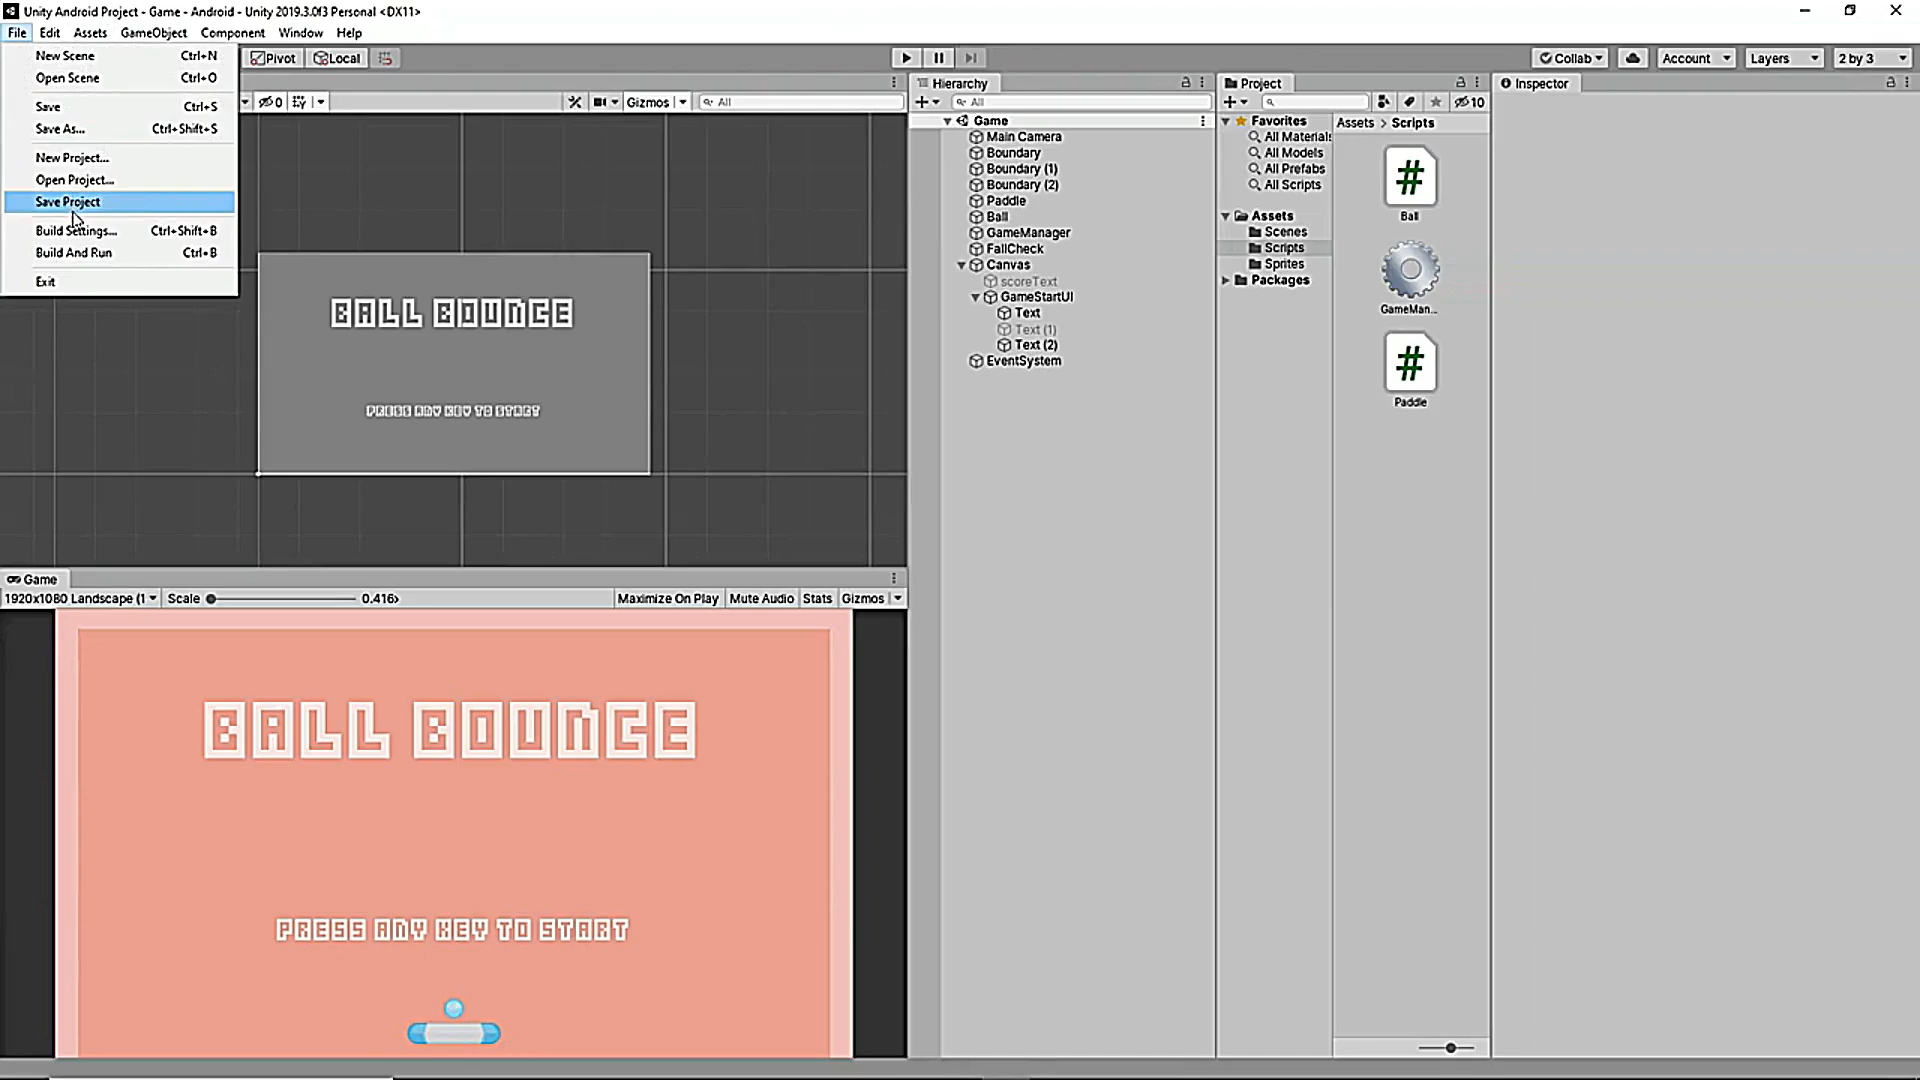 Unity Android Project - Game - Android - Unity 2019.3.0f3 Personal <DX11>
File Edit Assets GameObject Component Window Help
New Scene Ctrl+N
Open Scene Ctrl+O
Save Ctrl+S
Save As... Ctrl+Shift+S
New Project...
Open Project...
Save Project
Build Settings... Ctrl+Shift+B
Build And Run Ctrl+B
Exit
Pivot Local
Collab Account Layers 2 by 3
0 Gizmos All
BALL BOUNCE
PRESS ANY KEY TO START
Game
1920x1080 Landscape (1 Scale 0.416x Maximize On Play Mute Audio Stats Gizmos
BALL BOUNCE
PRESS ANY KEY TO START
Hierarchy
All
Game
Main Camera
Boundary
Boundary (1)
Boundary (2)
Paddle
Ball
GameManager
FallCheck
Canvas
scoreText
GameStartUI
Text
Text (1)
Text (2)
EventSystem
Project
10
Favorites
All Materials
All Models
All Prefabs
All Scripts
Assets
Scenes
Scripts
Sprites
Packages
Assets > Scripts
Ball
GameMan...
Paddle
Inspector